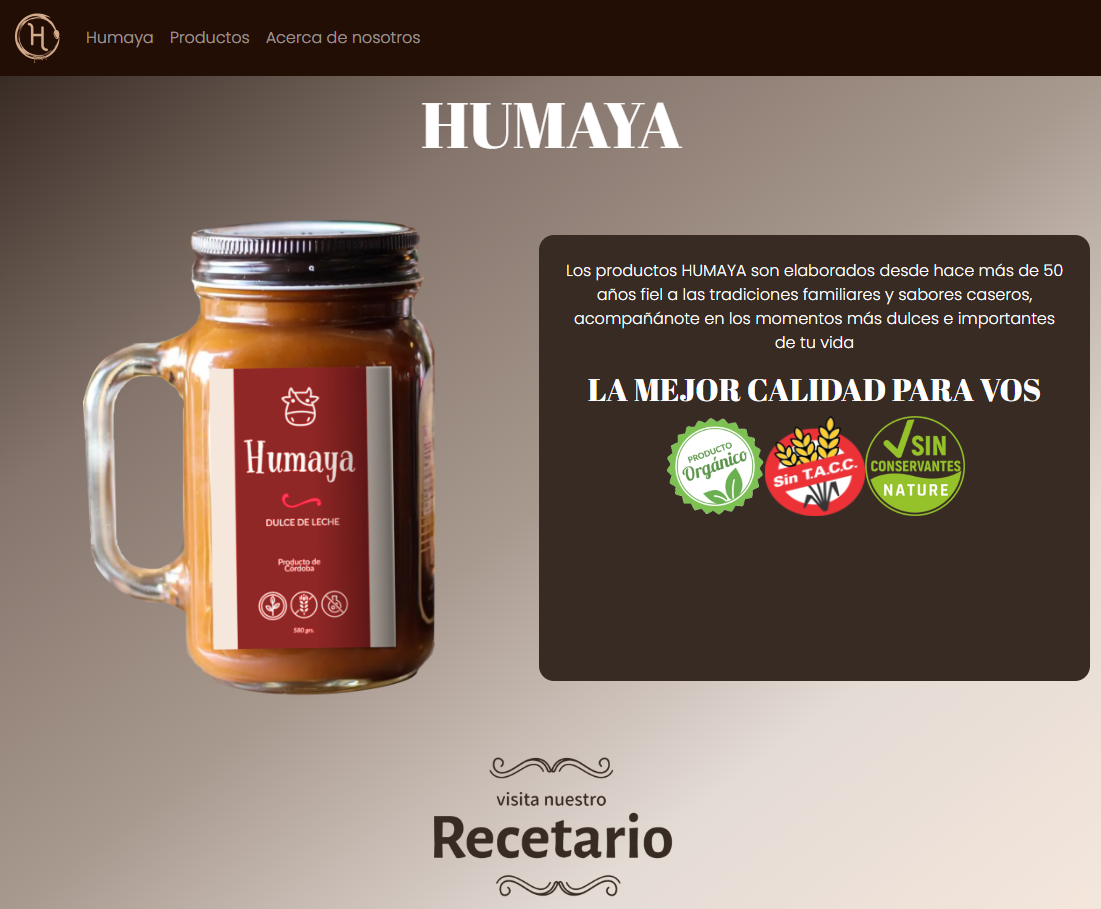 H
Humaya Productos Acerca de nosotros
HUMAYA
Humaya
DULCE DE LECHE
Producto de
Córdoba
580 grs.
Los productos HUMAYA son elaborados desde hace más de 50
años fiel a las tradiciones familiares y sabores caseros,
acompañánote en los momentos más dulces e importantes
de tu vida
LA MEJOR CALIDAD PARA VOS
PRODUCTO
Orgánico
Sin T.A.C.C.
SIN
CONSERVANTES
NATURE
visita nuestro
Recetario